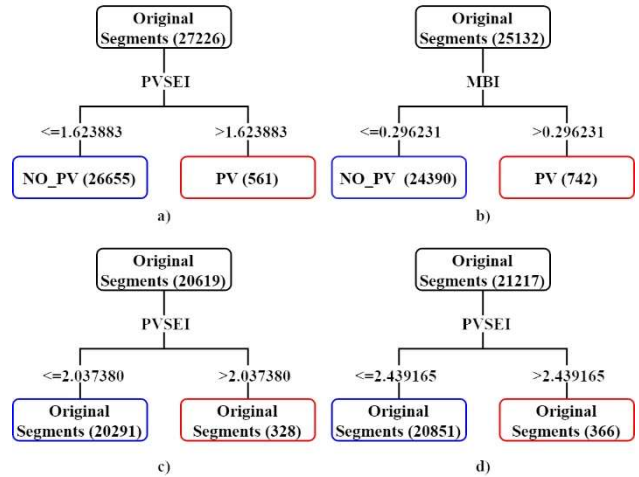 Original
Segments (27226)
PVSEI
<=1.623883
>1.623883
NO_PV (26655)
PV (561)
a)
Original
Segments (25132)
MBI
<=0.296231
>0.296231
NO_PV (24390)
PV (742)
b)
Original
Segments (20619)
PVSEI
<=2.037380
>2.037380
Original
Segments (20291)
Original
Segments (328)
c)
Original
Segments (21217)
PVSEI
<=2.439165
>2.439165
Original
Segments (20851)
Original
Segments (366)
d)